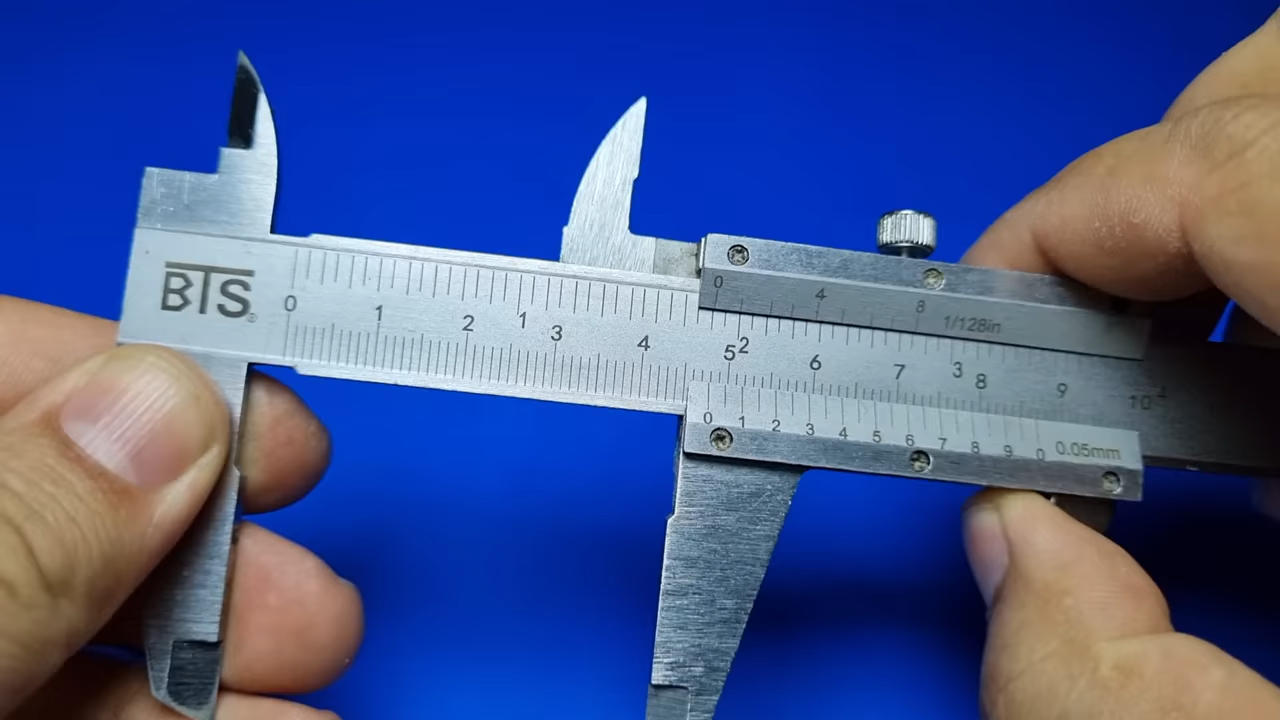 BTS®
0 4 8
1/128in
0 1 2 3
0 1 2 3 4 5 6 7 8 9 10
0 1 2 3 4 5 6 7 8 9 0 0.05mm